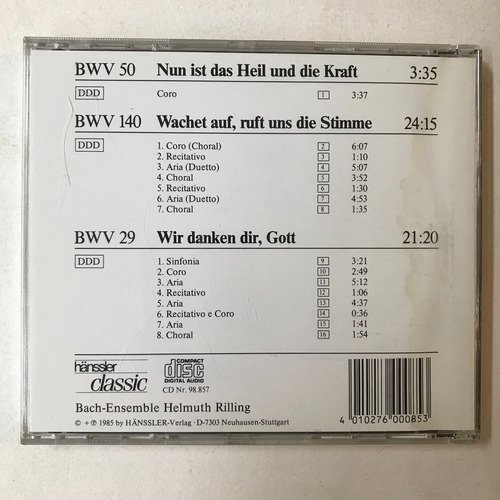 BWV 50 Nun ist das Heil und die Kraft 3:35
DDD Coro 1 3:37
BWV 140 Wachet auf, ruft uns die Stimme 24:15
DDD 1. Coro (Choral) 2 6:07
2. Recitativo 3 1:10
3. Aria (Duetto) 4 5:07
4. Choral 5 3:52
5. Recitativo 6 1:30
6. Aria (Duetto) 7 4:53
7. Choral 8 1:35
BWV 29 Wir danken dir, Gott 21:20
DDD 1. Sinfonia 9 3:21
2. Coro 10 2:49
3. Aria 11 5:12
4. Recitativo 12 1:06
5. Aria 13 4:37
6. Recitativo e Coro 14 0:36
7. Aria 15 1:41
8. Choral 16 1:54
hänssler
classic
COMPACT
disc
DIGITAL AUDIO
CD Nr. 98.857
Bach-Ensemble Helmuth Rilling
© + ℗ 1985 by HÄNSSLER-Verlag · D-7303 Neuhausen-Stuttgart
4 010276 000853